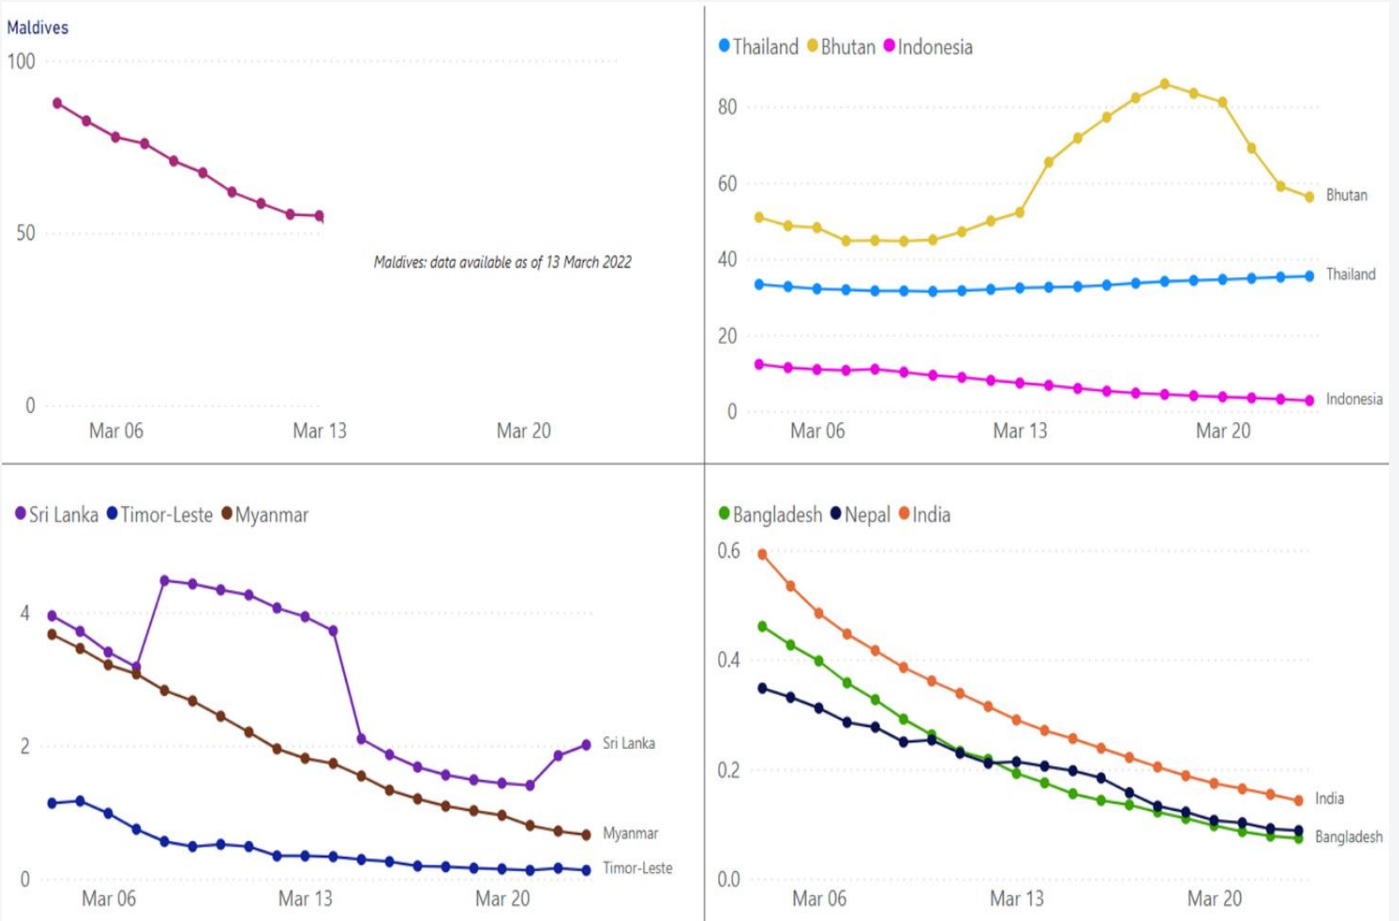 Maldives
100
50
0
Mar 06 Mar 13 Mar 20
Maldives: data available as of 13 March 2022
Thailand Bhutan Indonesia
80
60
40
20
0
Bhutan
Thailand
Indonesia
Mar 06 Mar 13 Mar 20
Sri Lanka Timor-Leste Myanmar
4
2
0
Sri Lanka
Myanmar
Timor-Leste
Mar 06 Mar 13 Mar 20
Bangladesh Nepal India
0.6
0.4
0.2
0.0
India
Bangladesh
Mar 06 Mar 13 Mar 20